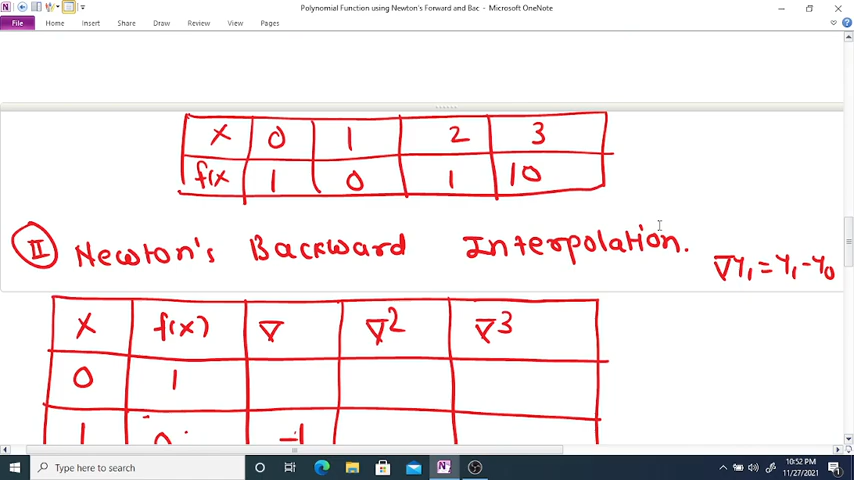 Polynomial Function using Newton's Forward and Bac - Microsoft OneNote
File Home Insert Share Draw Review View Pages
x 0 1 2 3
f(x 1 0 1 10
II Newton's Backward Interpolation.
∇y₁ = y₁ - y₀
x f(x) ∇ ∇2 ∇3
0 1
1 0 -1
Type here to search
10:52 PM
11/27/2021